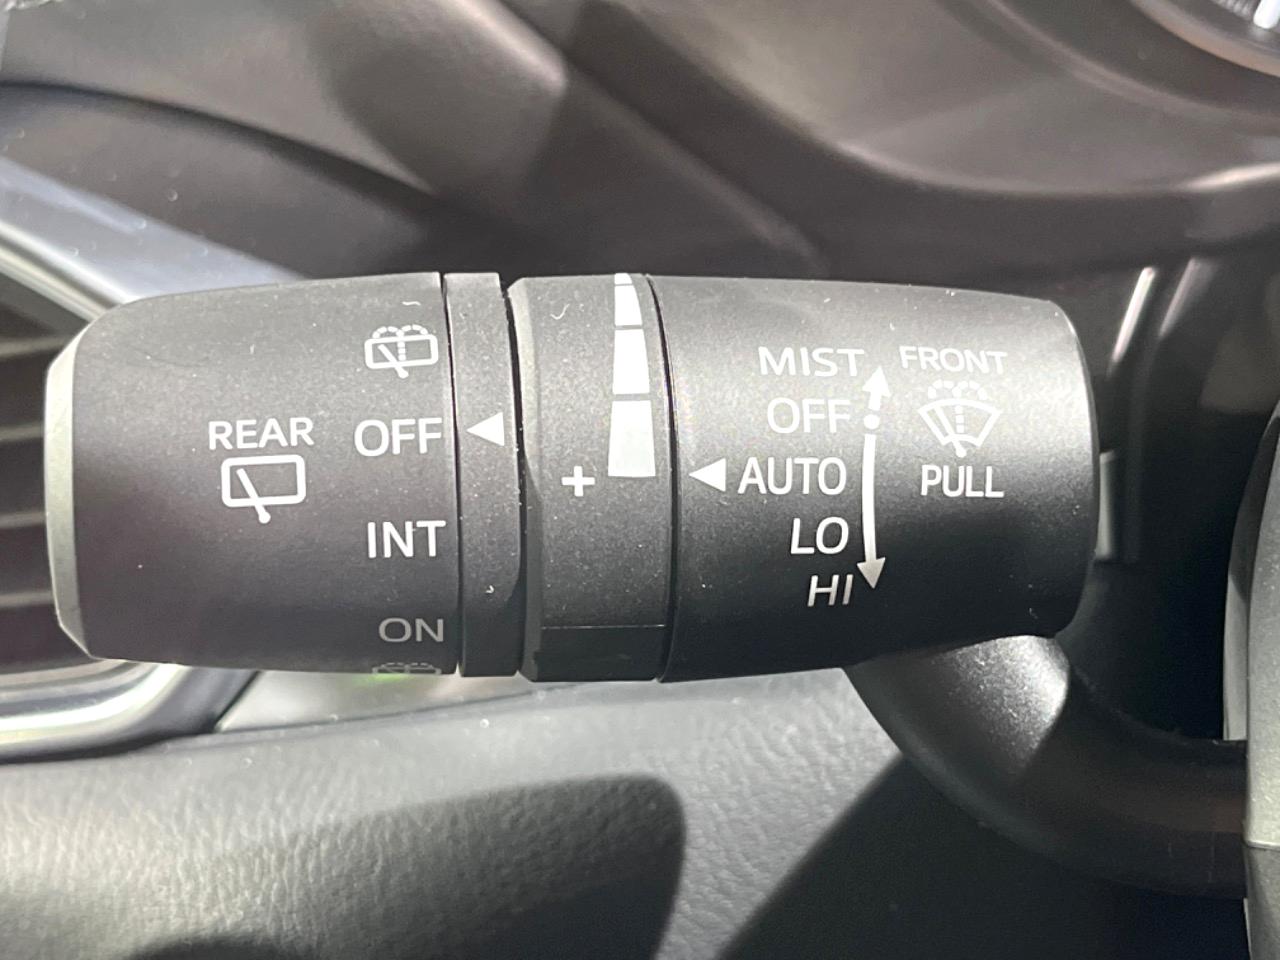 REAR
OFF
INT
ON
+
MIST
OFF
AUTO
LO
HI
FRONT
PULL